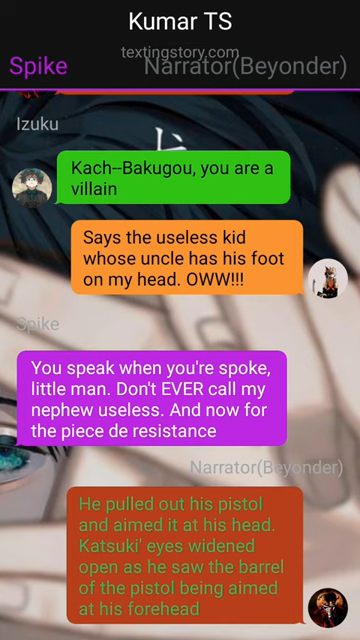 Kumar TS
textingstory.com
Spike
Narrator(Beyonder)
Izuku
七
Kach--Bakugou, you are a
villain
Says the useless kid
whose uncle has his foot
on my head. OWW!!!
Spike
You speak when you're spoke,
little man. Don't EVER call my
nephew useless. And now for
the piece de resistance
Narrator(Beyonder)
He pulled out his pistol
and aimed it at his head.
Katsuki' eyes widened
open as he saw the barrel
of the pistol being aimed
at his forehead